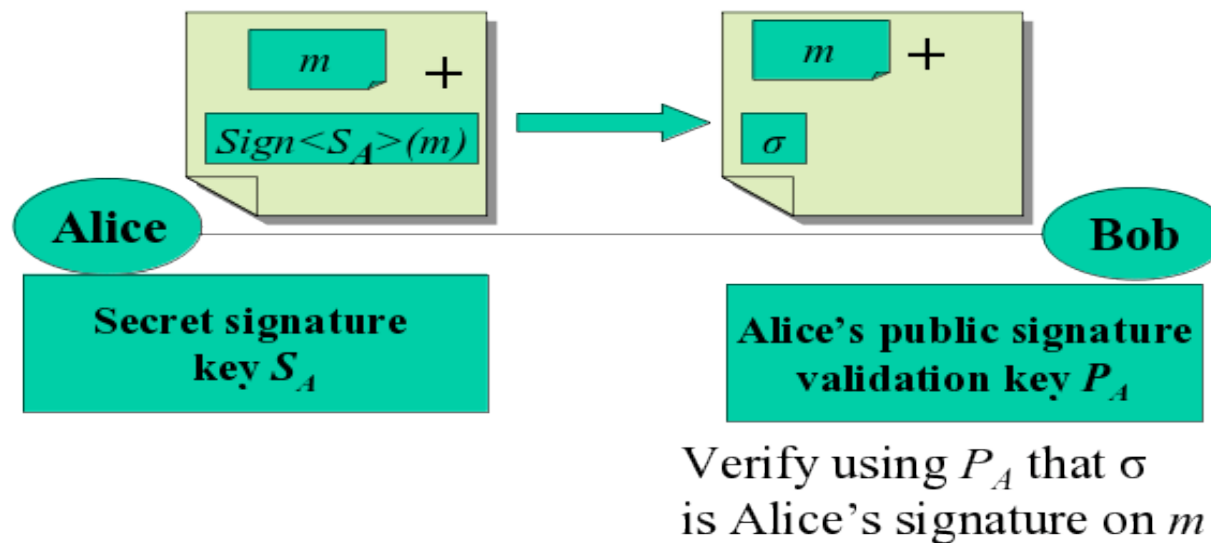 m +
Sign<S_A>(m)
m +
σ
Alice
Bob
Secret signature
key S_A
Alice's public signature
validation key P_A
Verify using P_A that σ
is Alice's signature on m